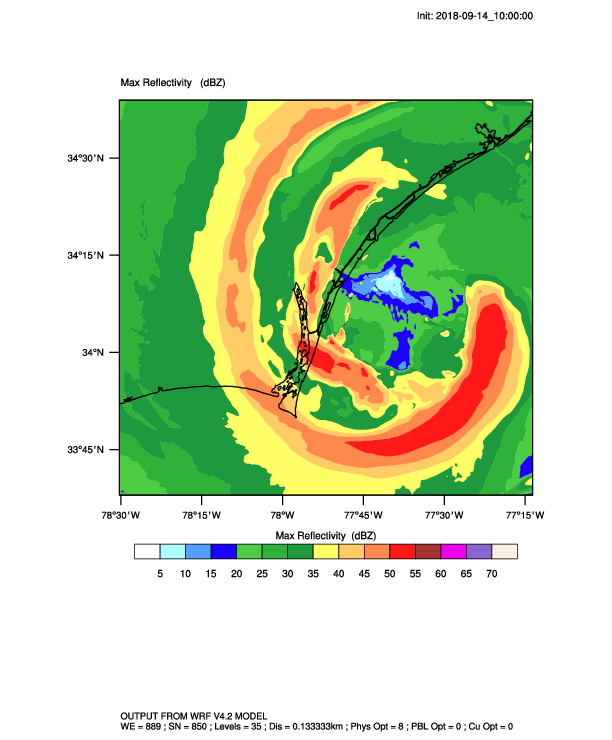 Init: 2018-09-14_10:00:00
Max Reflectivity (dBZ)
34°30'N
34°15'N
34°N
33°45'N
78°30'W 78°15'W 78°W 77°45'W 77°30'W 77°15'W
Max Reflectivity (dBZ)
5 10 15 20 25 30 35 40 45 50 55 60 65 70
OUTPUT FROM WRF V4.2 MODEL
WE = 889 ; SN = 850 ; Levels = 35 ; Dis = 0.133333km ; Phys Opt = 8 ; PBL Opt = 0 ; Cu Opt = 0